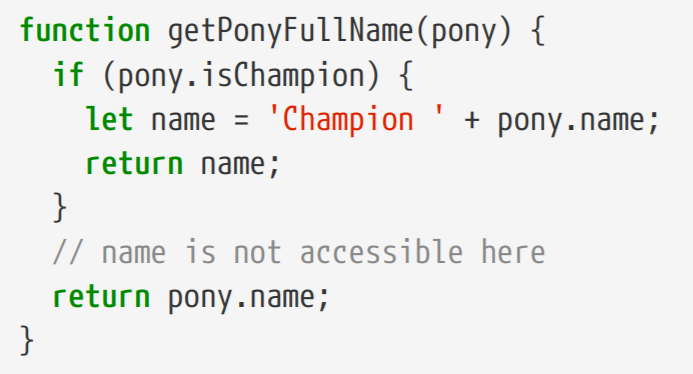 function getPonyFullName(pony) {
  if (pony.isChampion) {
    let name = 'Champion ' + pony.name;
    return name;
  }
  // name is not accessible here
  return pony.name;
}